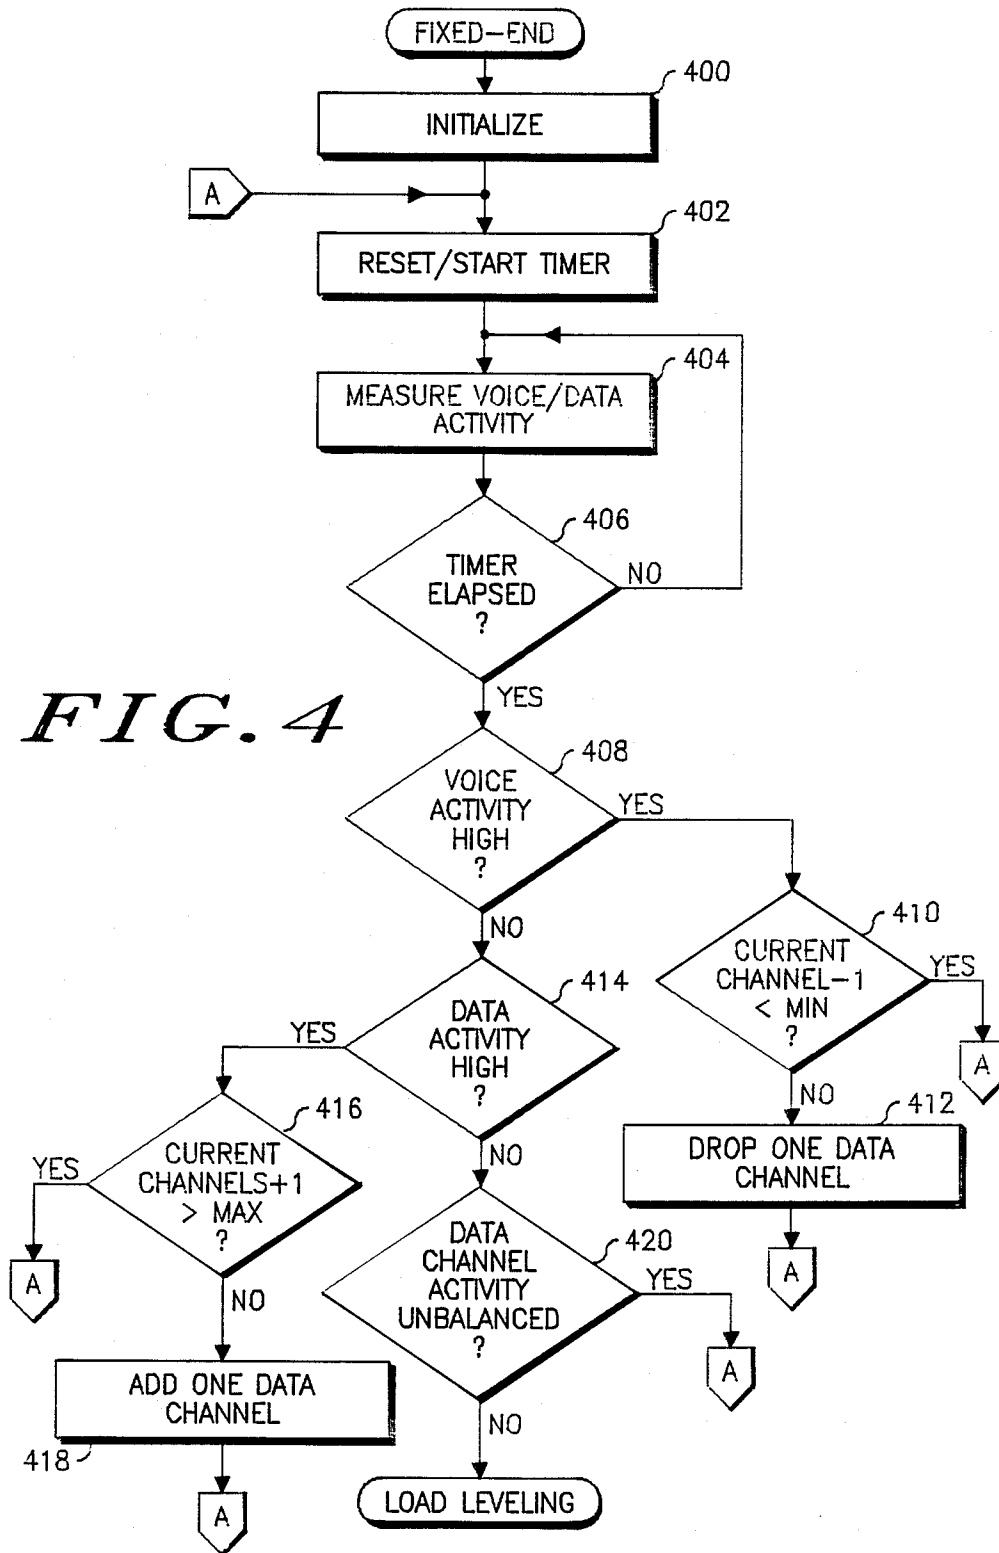 FIXED-END
400
INITIALIZE
A
402
RESET/START TIMER
404
MEASURE VOICE/DATA
ACTIVITY
406
TIMER
ELAPSED
?
NO
YES
FIG. 4
408
VOICE
ACTIVITY
HIGH
?
YES
NO
410
CURRENT
CHANNEL-1
< MIN
?
YES
A
NO
412
DROP ONE DATA
CHANNEL
A
414
DATA
ACTIVITY
HIGH
?
YES
NO
416
CURRENT
CHANNELS+1
> MAX
?
YES
A
NO
ADD ONE DATA
CHANNEL
418
A
420
DATA
CHANNEL
ACTIVITY
UNBALANCED
?
YES
A
NO
LOAD LEVELING